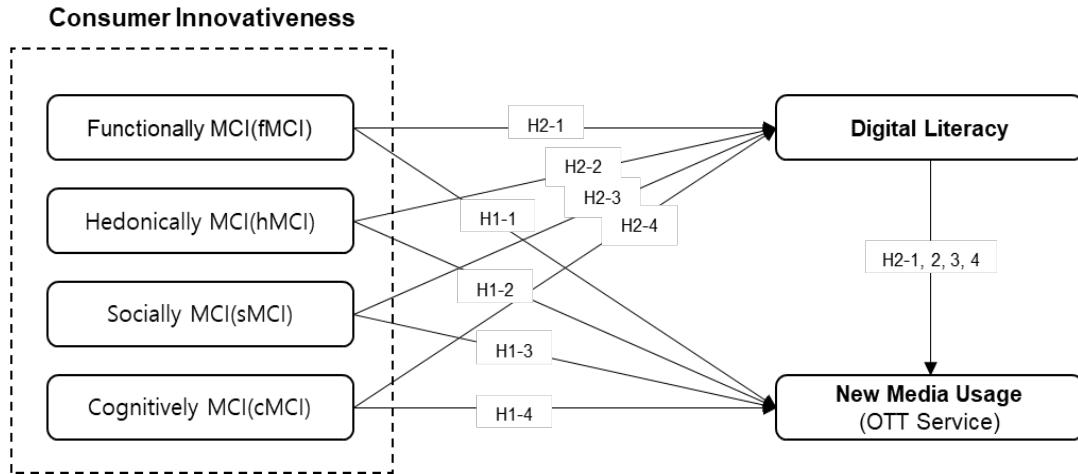 Consumer Innovativeness
Functionally MCI(fMCI)
Hedonically MCI(hMCI)
Socially MCI(sMCI)
Cognitively MCI(cMCI)
H2-1
H2-2
H2-3
H2-4
H1-1
H1-2
H1-3
H1-4
Digital Literacy
H2-1, 2, 3, 4
New Media Usage
(OTT Service)